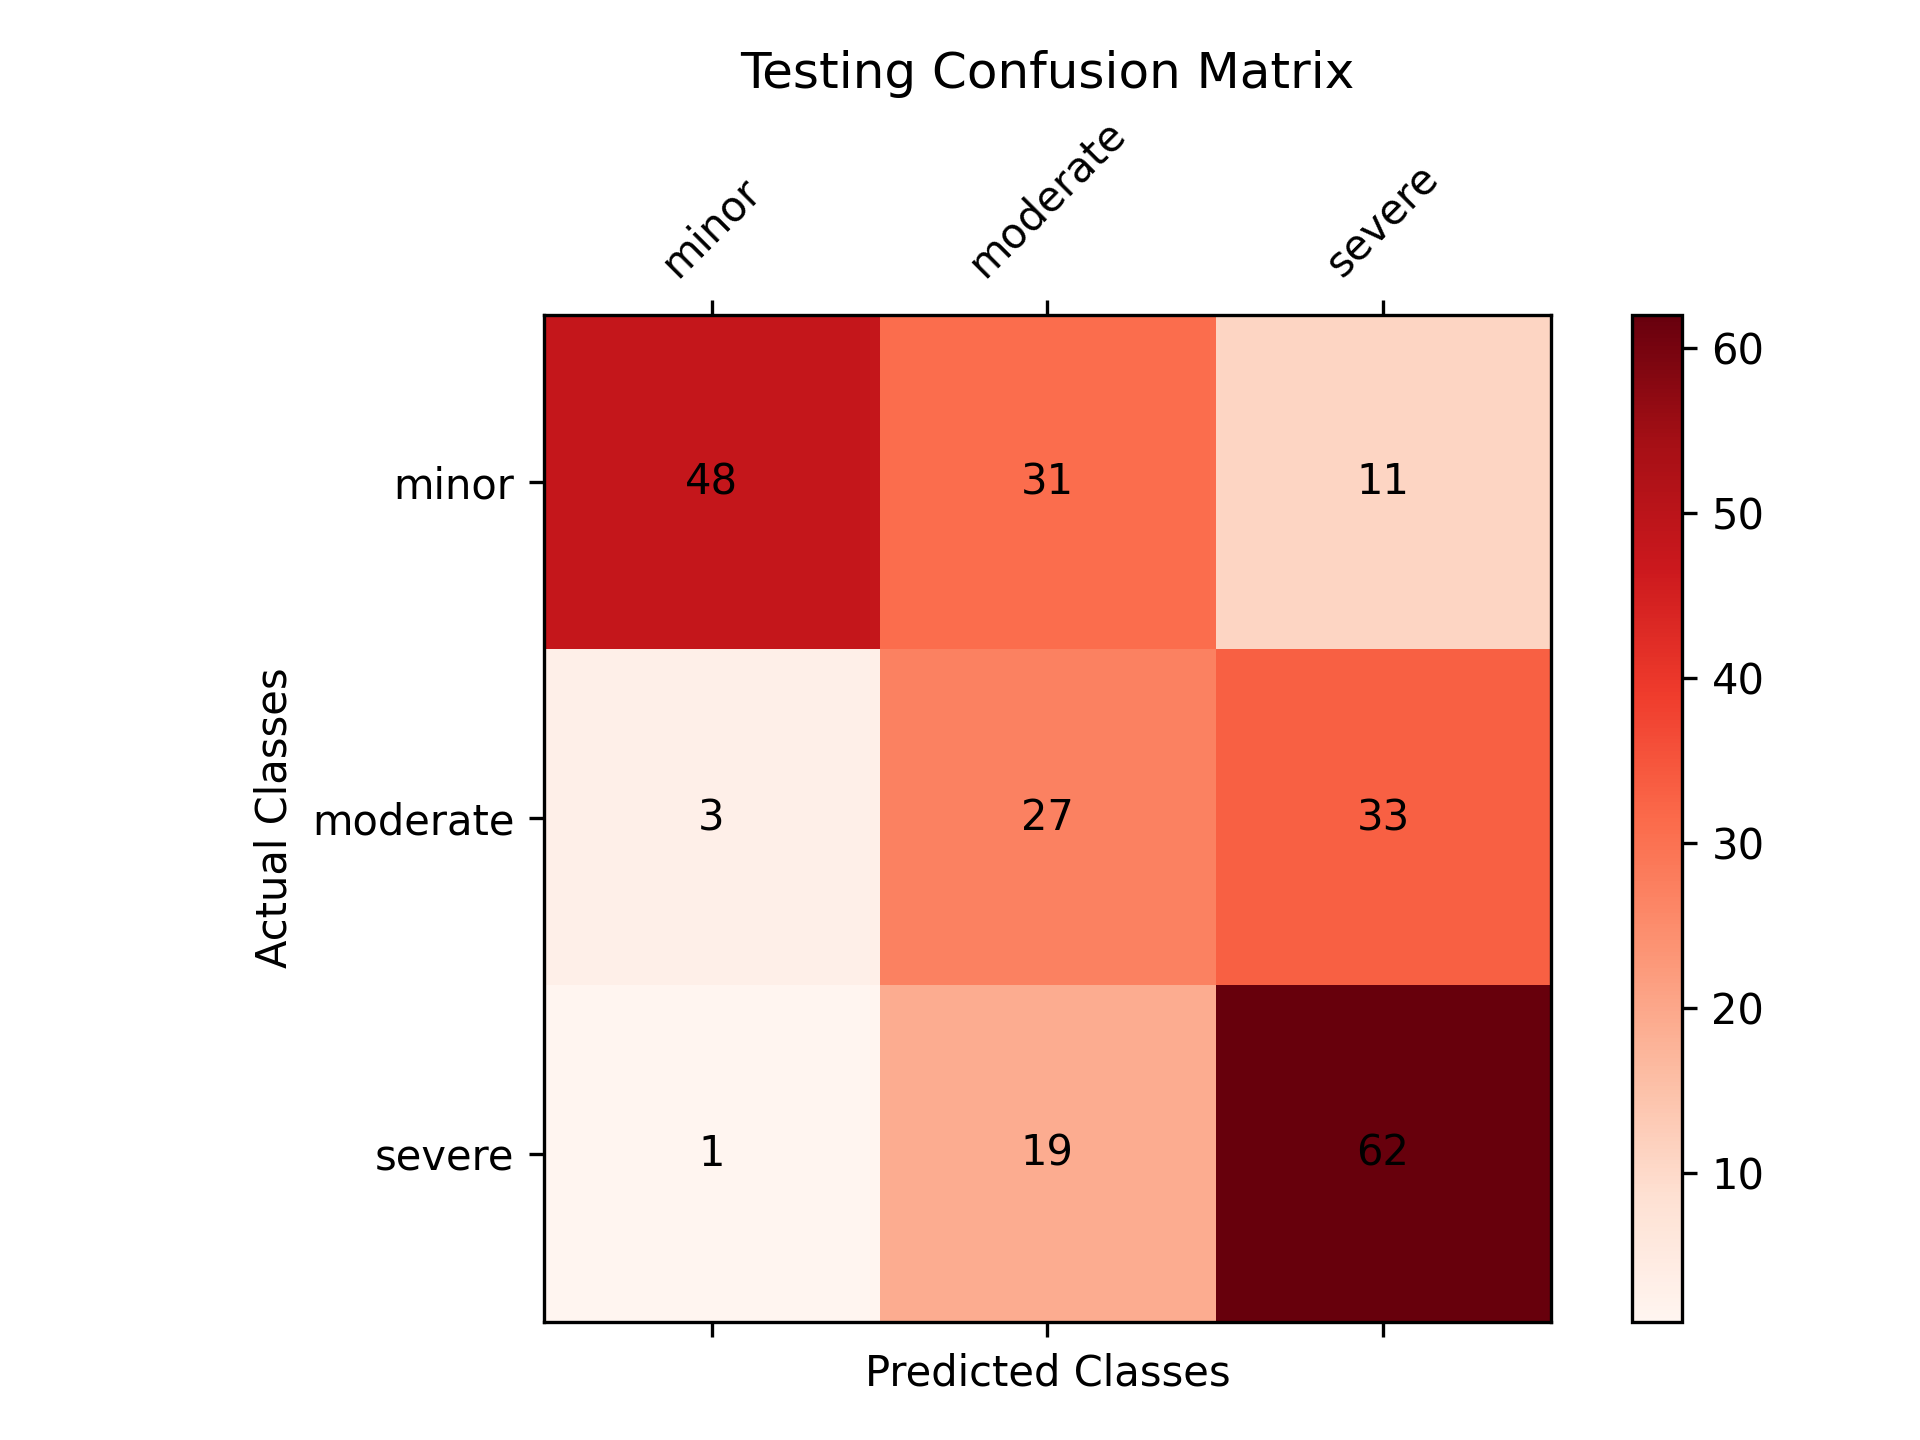 Testing Confusion Matrix
minor
moderate
severe
minor
48
31
11
moderate
3
27
33
severe
1
19
62
Actual Classes
Predicted Classes
60
50
40
30
20
10